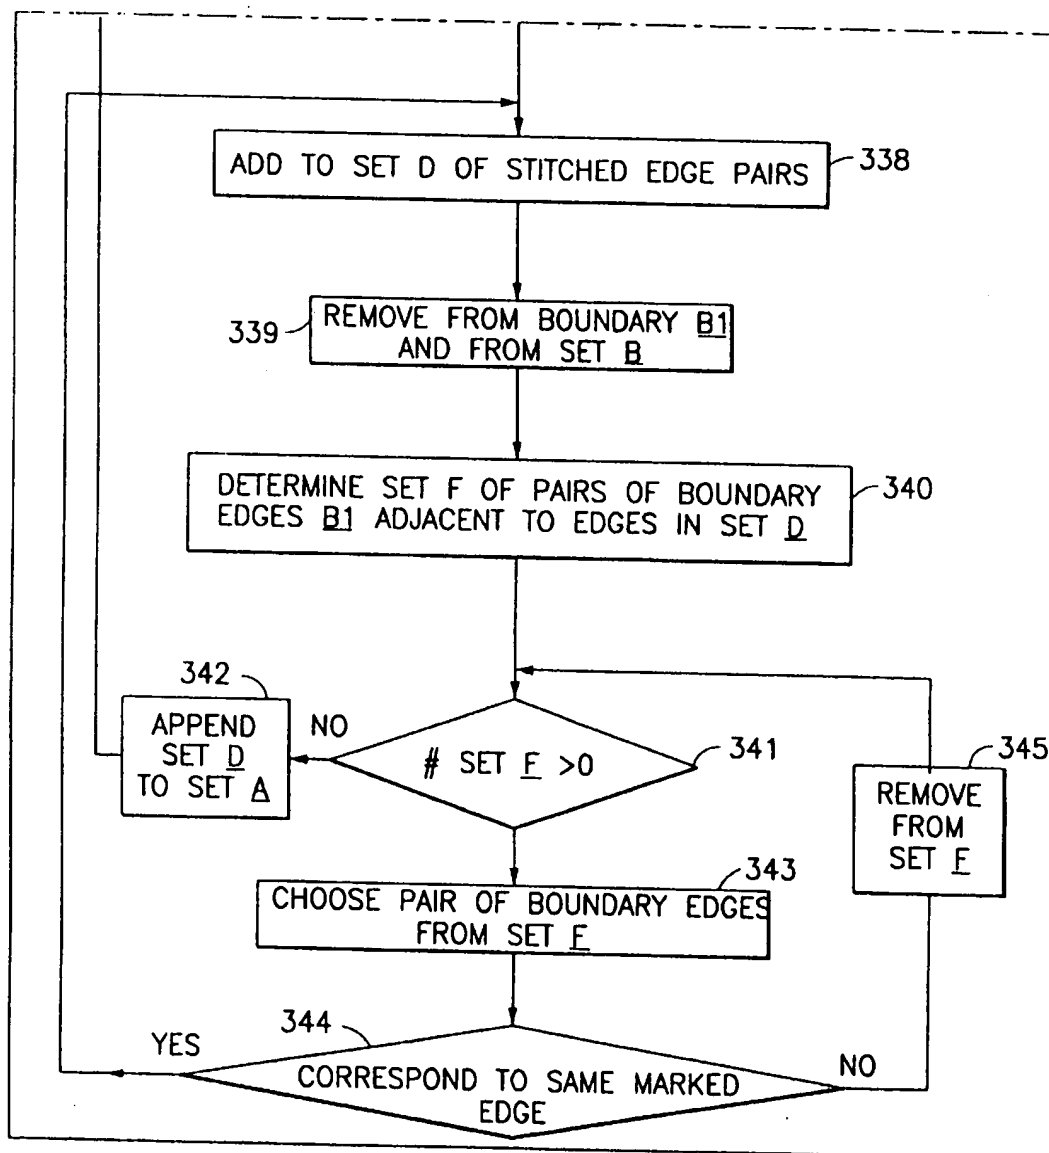 ADD TO SET D OF STITCHED EDGE PAIRS
338
339
REMOVE FROM BOUNDARY B1
AND FROM SET B
DETERMINE SET F OF PAIRS OF BOUNDARY
EDGES B1 ADJACENT TO EDGES IN SET D
340
342
APPEND
SET D
TO SET A
NO
# SET F >0
341
345
REMOVE
FROM
SET F
343
CHOOSE PAIR OF BOUNDARY EDGES
FROM SET F
344
YES
CORRESPOND TO SAME MARKED
EDGE
NO